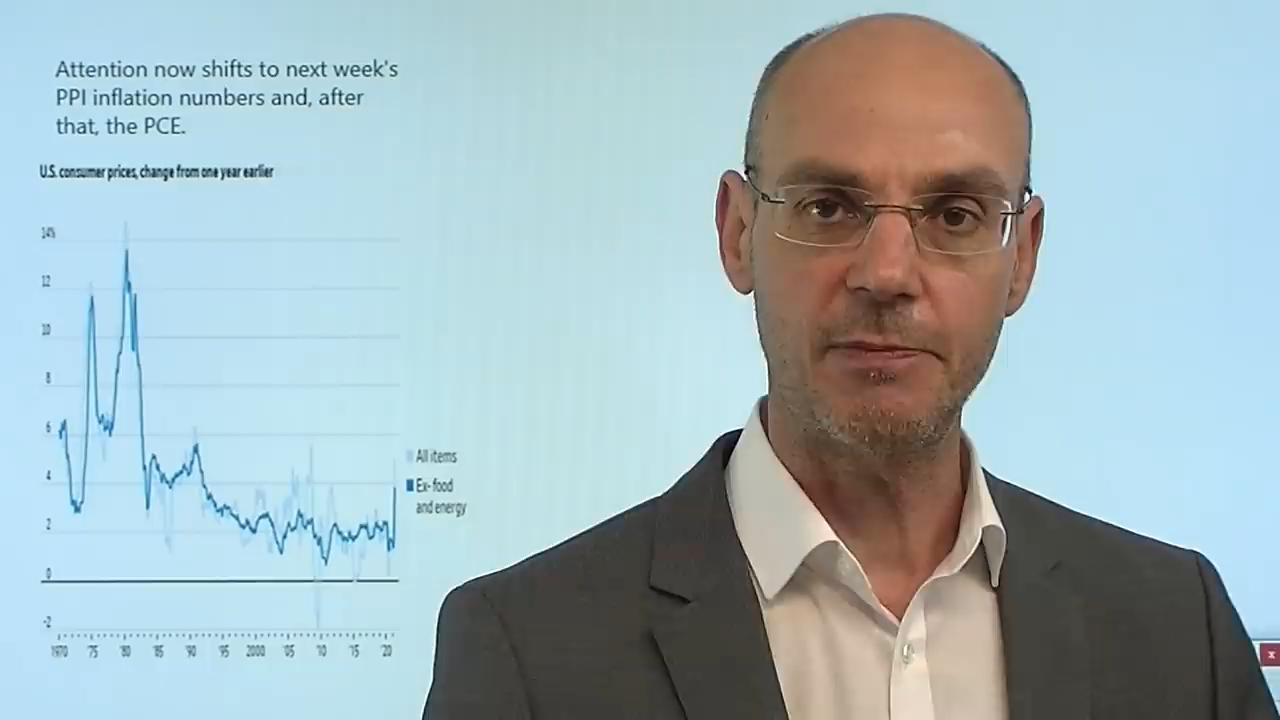 Attention now shifts to next week's
PPI inflation numbers and, after
that, the PCE.
U.S. consumer prices, change from one year earlier
14%
12
10
8
6
4
2
0
-2
All items
Ex-food
and energy
1970 '75 '80 '85 '90 '95 2000 '05 '10 '15 '20
x